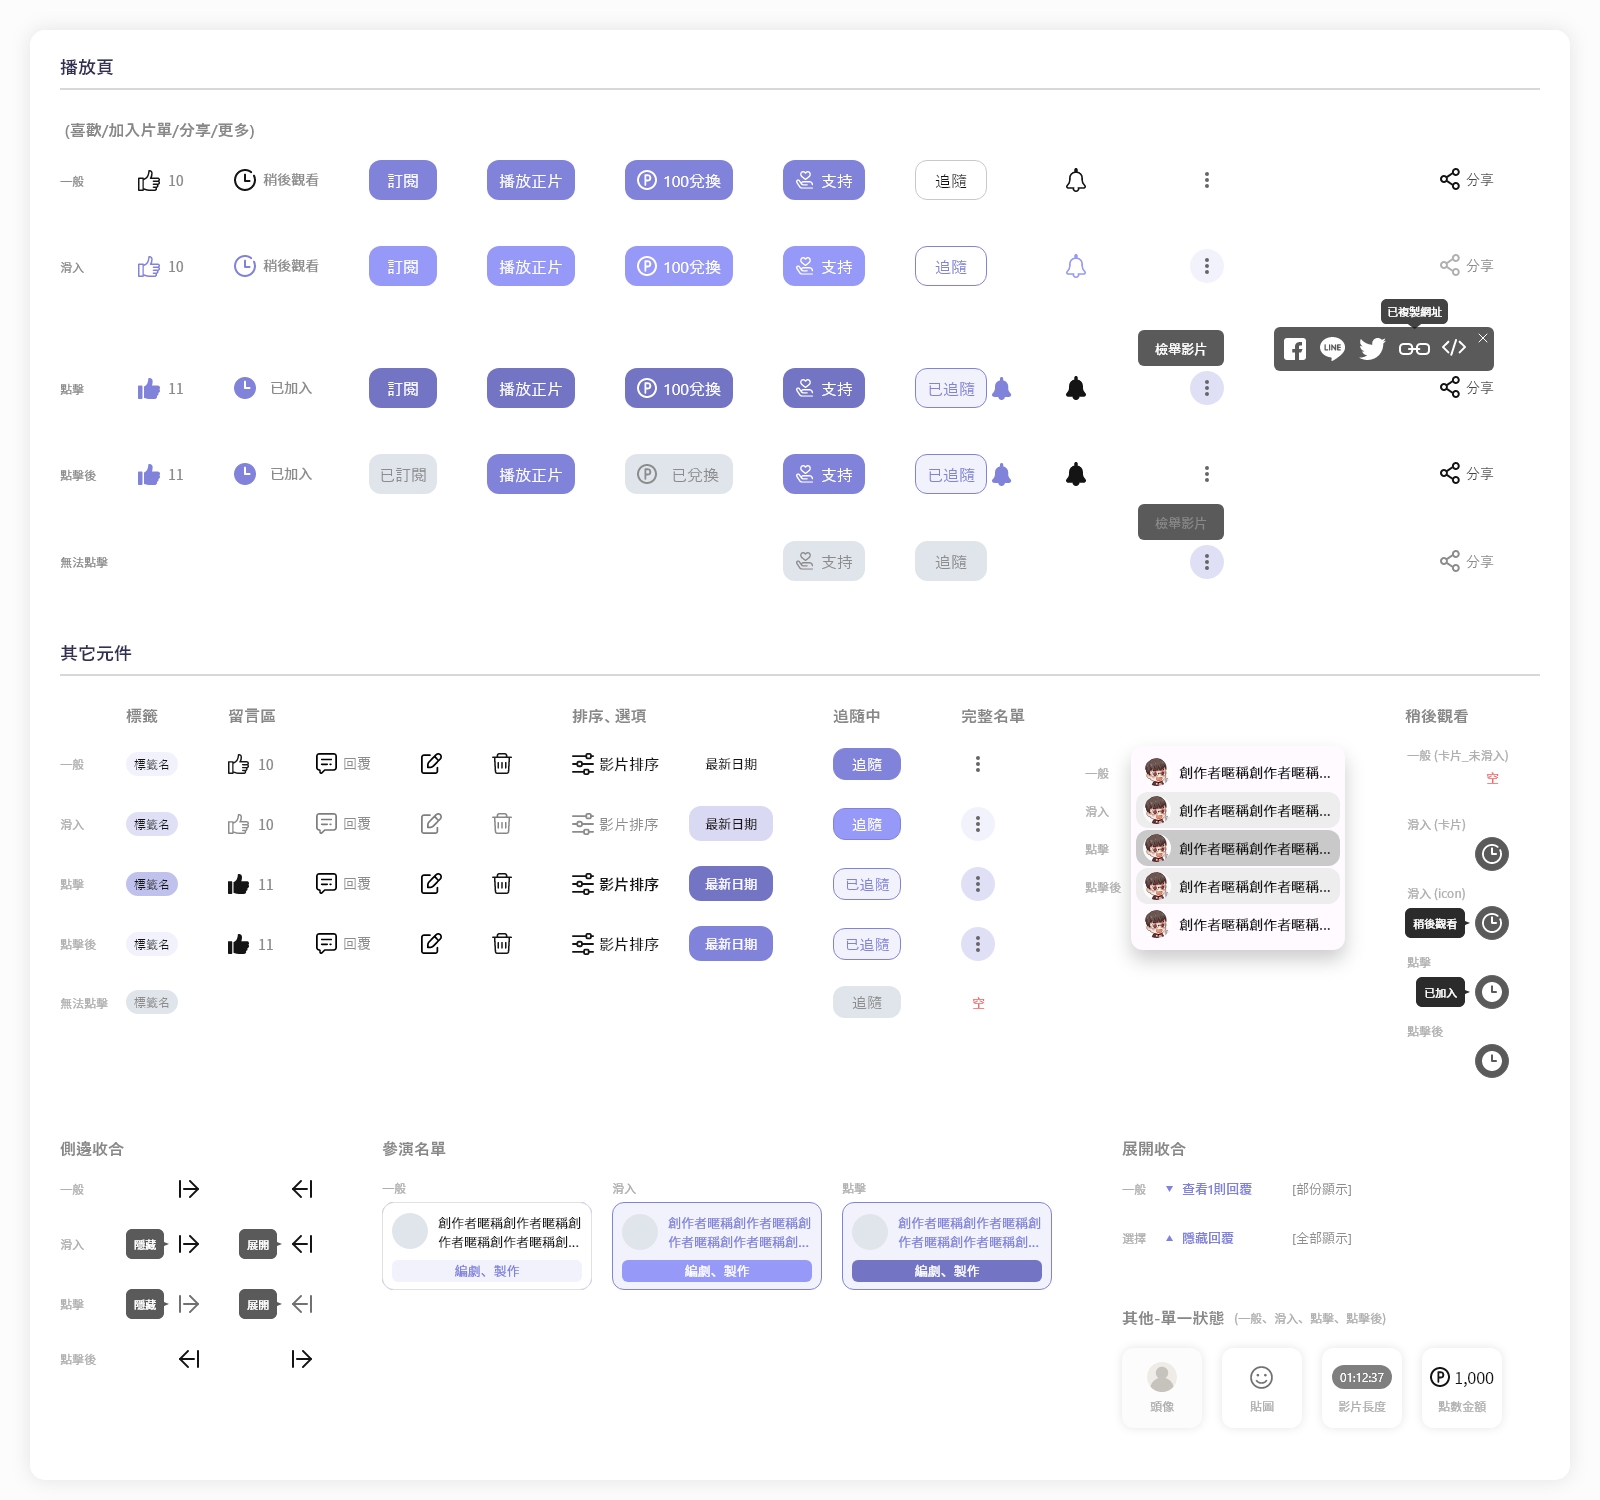 播放頁
(喜歡/加入片單/分享/更多)
一般 10 稍後觀看 訂閱 播放正片 100兌換 支持 追隨 分享
滑入 10 稍後觀看 訂閱 播放正片 100兌換 支持 追隨 分享
已複製網址
檢舉影片 LINE
點擊 11 已加入 訂閱 播放正片 100兌換 支持 已追隨 分享
點擊後 11 已加入 已訂閱 播放正片 已兌換 支持 已追隨 分享
檢舉影片
無法點擊 支持 追隨 分享
其它元件
標籤 留言區 排序、選項 追隨中 完整名單 稍後觀看
一般 標籤名 10 回覆 影片排序 最新日期 追隨
滑入 標籤名 10 回覆 影片排序 最新日期 追隨
點擊 標籤名 11 回覆 影片排序 最新日期 已追隨
點擊後 標籤名 11 回覆 影片排序 最新日期 已追隨
無法點擊 標籤名 追隨 空
一般 創作者暱稱創作者暱稱...
滑入 創作者暱稱創作者暱稱...
點擊 創作者暱稱創作者暱稱...
點擊後 創作者暱稱創作者暱稱...
創作者暱稱創作者暱稱...
一般 (卡片_未滑入)
空
滑入 (卡片)
滑入 (icon)
稍後觀看
點擊
已加入
點擊後
側邊收合
一般
滑入 隱藏 展開
點擊 隱藏 展開
點擊後
參演名單
一般
創作者暱稱創作者暱稱創
作者暱稱創作者暱稱創...
編劇、製作
滑入
創作者暱稱創作者暱稱創
作者暱稱創作者暱稱創...
編劇、製作
點擊
創作者暱稱創作者暱稱創
作者暱稱創作者暱稱創...
編劇、製作
展開收合
一般 查看1則回覆 [部份顯示]
選擇 隱藏回覆 [全部顯示]
其他-單一狀態 (一般、滑入、點擊、點擊後)
頭像
貼圖
01:12:37
影片長度
1,000
點數金額